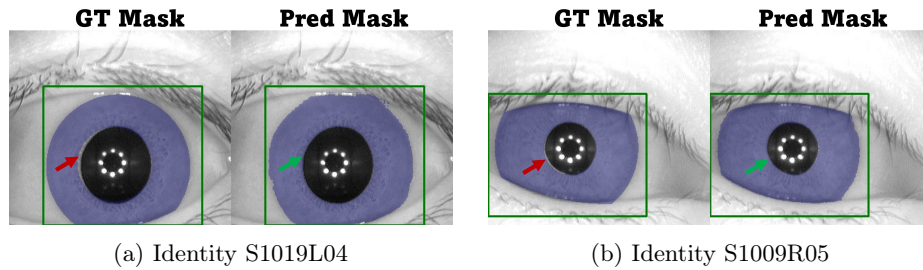 GT Mask Pred Mask GT Mask Pred Mask
(a) Identity S1019L04 (b) Identity S1009R05